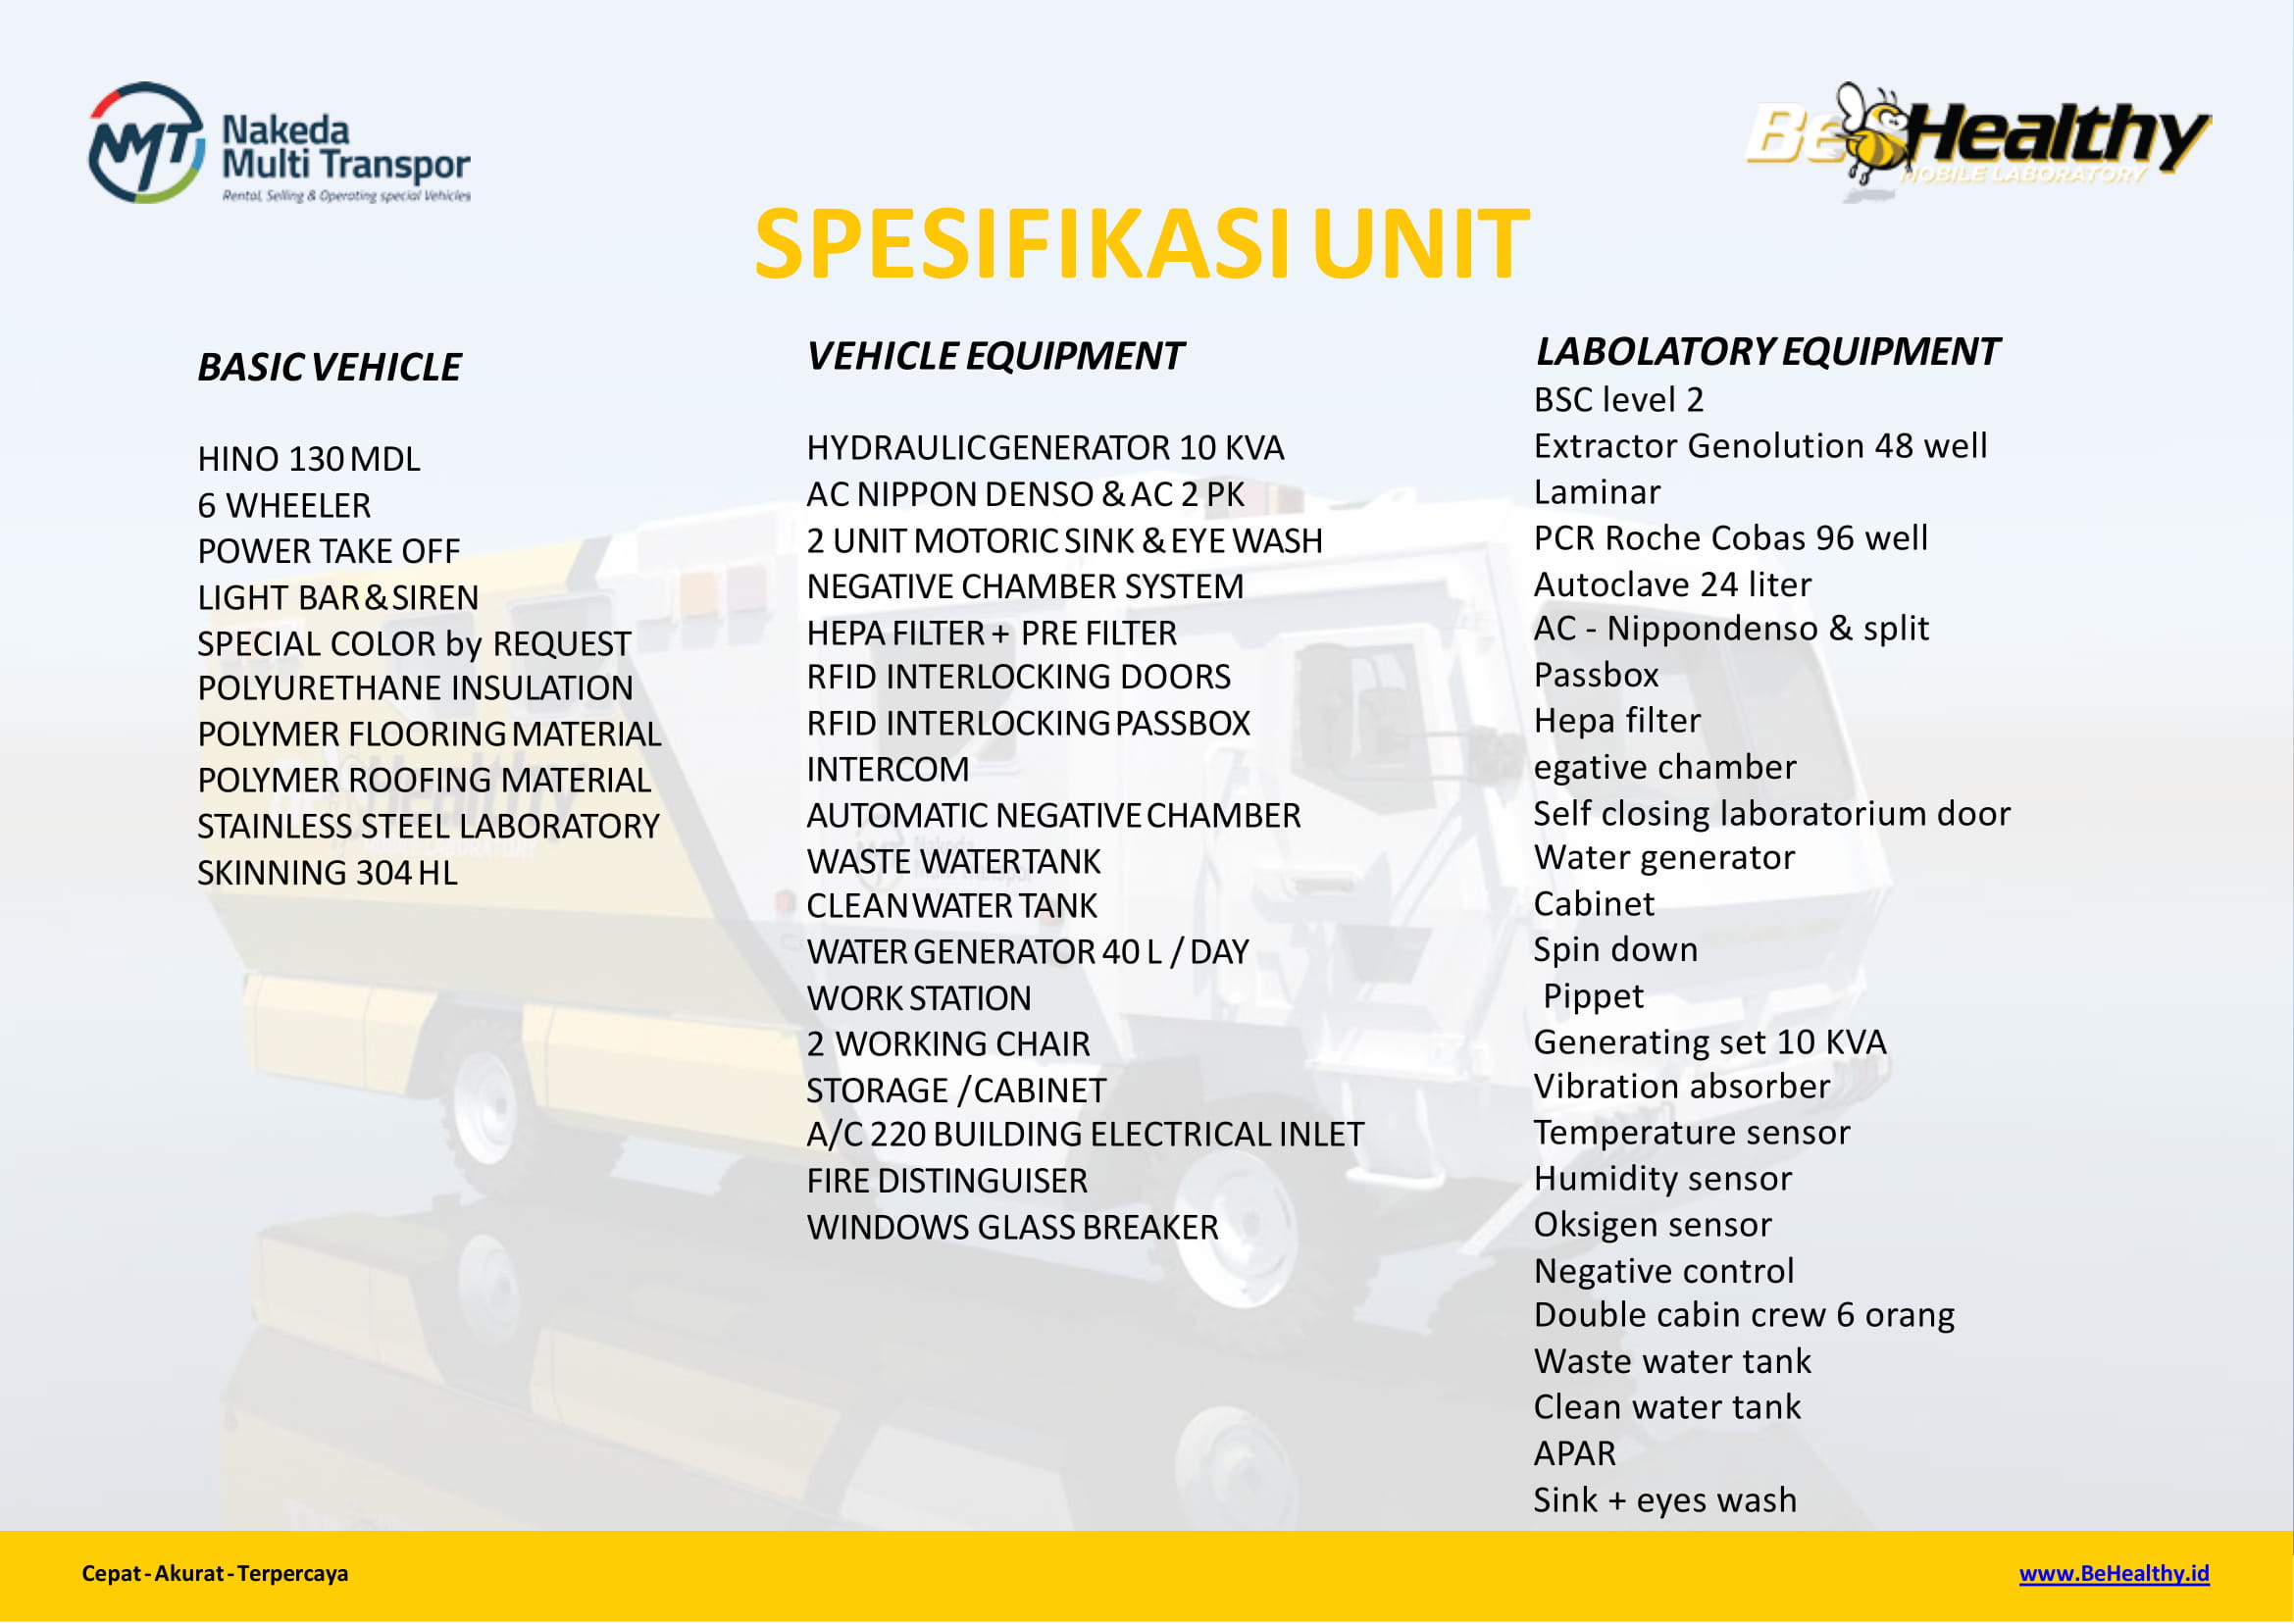 NMT
Nakeda
Multi Transpor
Rental, Selling & Operating special Vehicles
BeHealthy
MOBILE LABORATORY
SPESIFIKASI UNIT
BASIC VEHICLE
HINO 130 MDL
6 WHEELER
POWER TAKE OFF
LIGHT BAR & SIREN
SPECIAL COLOR by REQUEST
POLYURETHANE INSULATION
POLYMER FLOORING MATERIAL
POLYMER ROOFING MATERIAL
STAINLESS STEEL LABORATORY
SKINNING 304 HL
VEHICLE EQUIPMENT
HYDRAULIC GENERATOR 10 KVA
AC NIPPON DENSO & AC 2 PK
2 UNIT MOTORIC SINK & EYE WASH
NEGATIVE CHAMBER SYSTEM
HEPA FILTER + PRE FILTER
RFID INTERLOCKING DOORS
RFID INTERLOCKING PASSBOX
INTERCOM
AUTOMATIC NEGATIVE CHAMBER
WASTE WATER TANK
CLEAN WATER TANK
WATER GENERATOR 40 L / DAY
WORK STATION
2 WORKING CHAIR
STORAGE / CABINET
A/C 220 BUILDING ELECTRICAL INLET
FIRE DISTINGUISER
WINDOWS GLASS BREAKER
LABOLATORY EQUIPMENT
BSC level 2
Extractor Genolution 48 well
Laminar
PCR Roche Cobas 96 well
Autoclave 24 liter
AC - Nippondenso & split
Passbox
Hepa filter
egative chamber
Self closing laboratorium door
Water generator
Cabinet
Spin down
Pippet
Generating set 10 KVA
Vibration absorber
Temperature sensor
Humidity sensor
Oksigen sensor
Negative control
Double cabin crew 6 orang
Waste water tank
Clean water tank
APAR
Sink + eyes wash
Cepat - Akurat - Terpercaya
www.BeHealthy.id